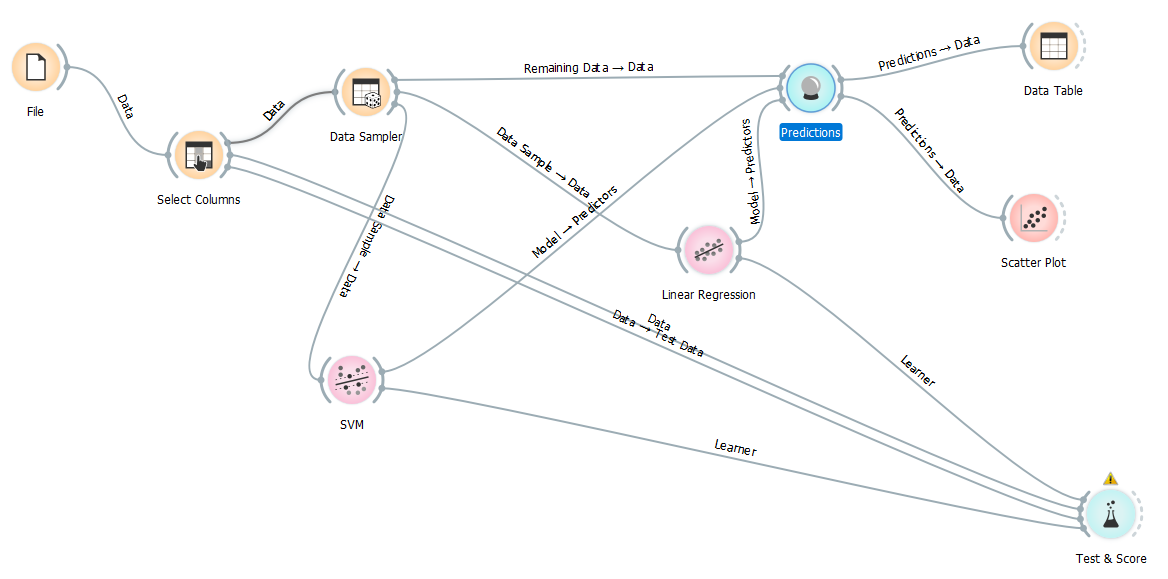 File
Data
Select Columns
Data
Data Sampler
Remaining Data → Data
Data Sample → Data
Data Sample → Data
Model → Predictors
Model → Predictors
Predictions
Predictions → Data
Data Table
Predictions → Data
Scatter Plot
Linear Regression
Data
Data → Test Data
SVM
Learner
Learner
Test & Score